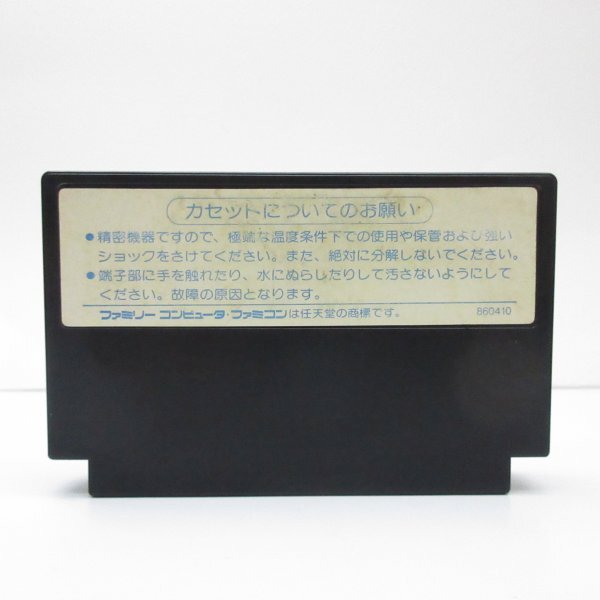 カセットについてのお願い
●精密機器ですので、極端な温度条件下での使用や保管および強い
ショックをさけてください。また、絶対に分解しないでください。
●端子部に手を触れたり、水にぬらしたりして汚さないようにして
ください。故障の原因となります。
ファミリーコンピュータ・ファミコンは任天堂の商標です。 860410